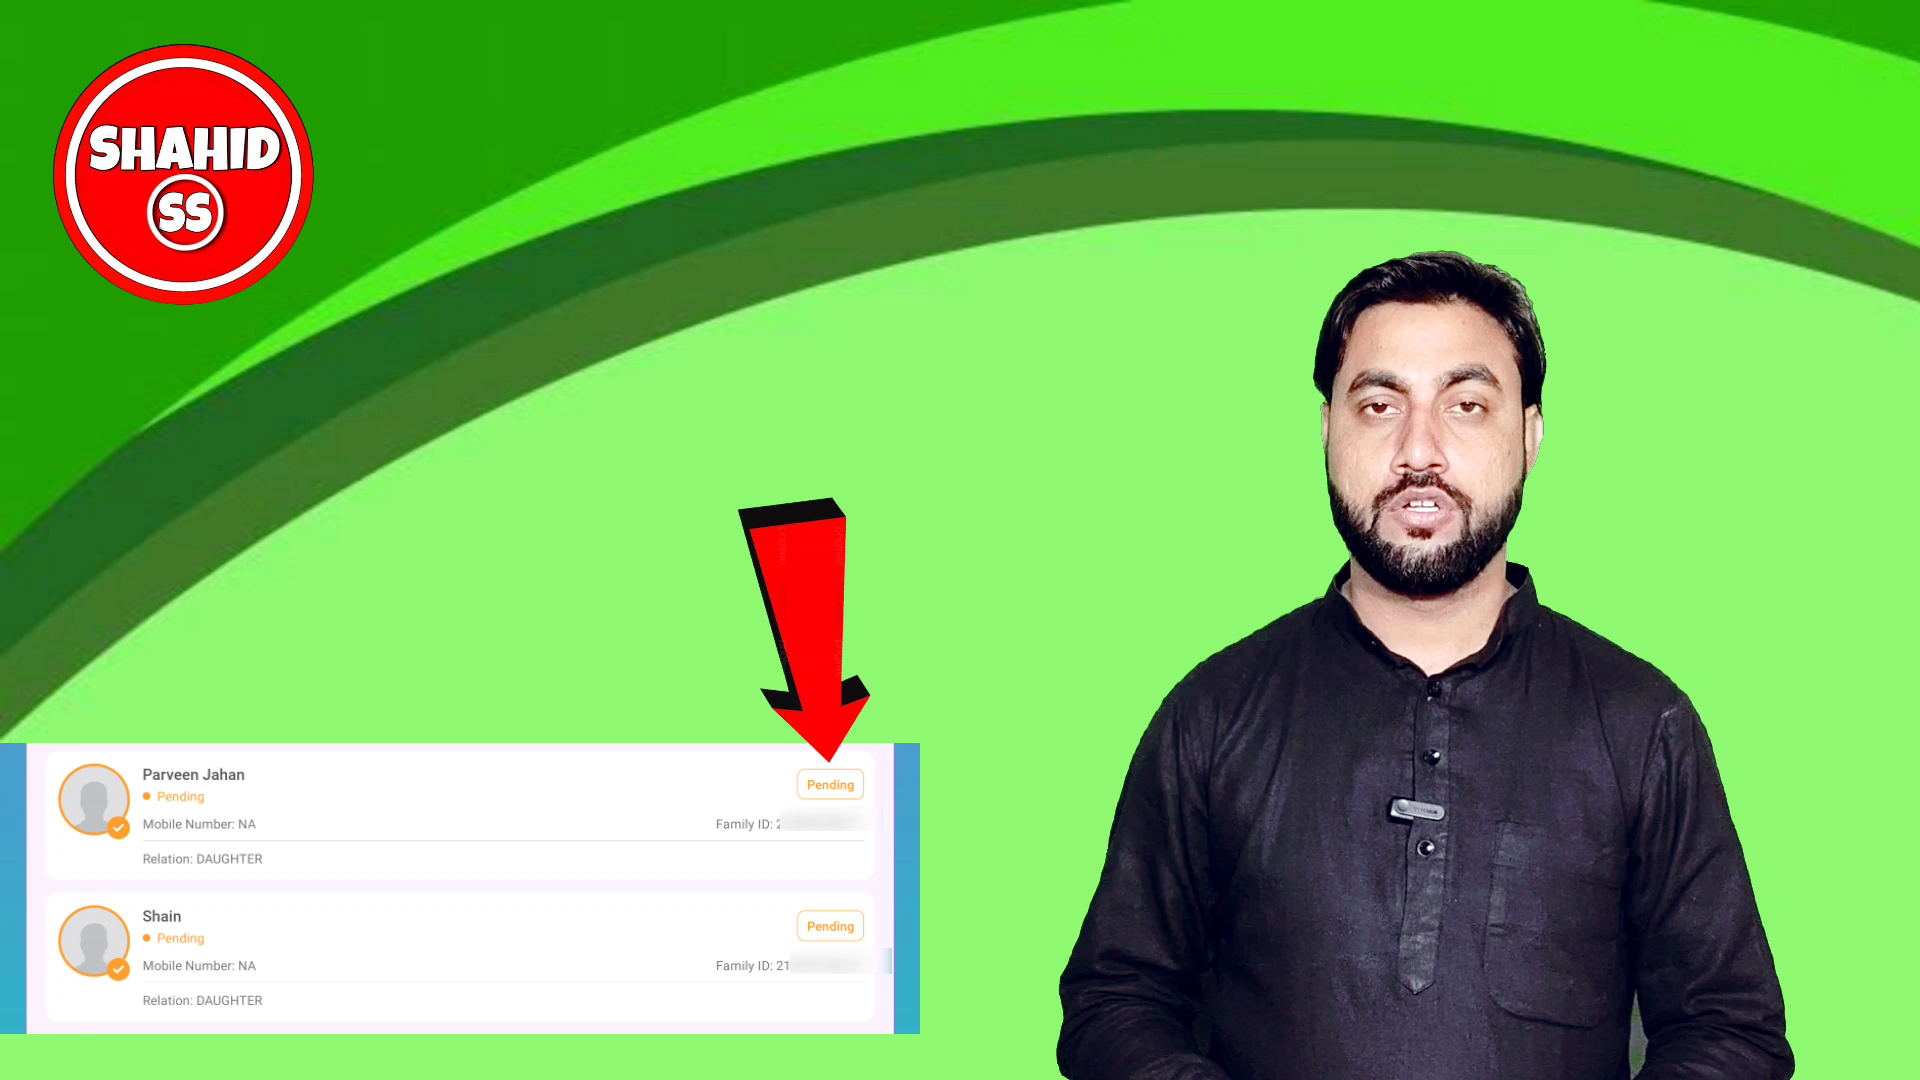 SHAHID
SS
Parveen Jahan
Pending
Pending
Mobile Number: NA
Family ID: 2
Relation: DAUGHTER
Shain
Pending
Pending
Mobile Number: NA
Family ID: 21
Relation: DAUGHTER